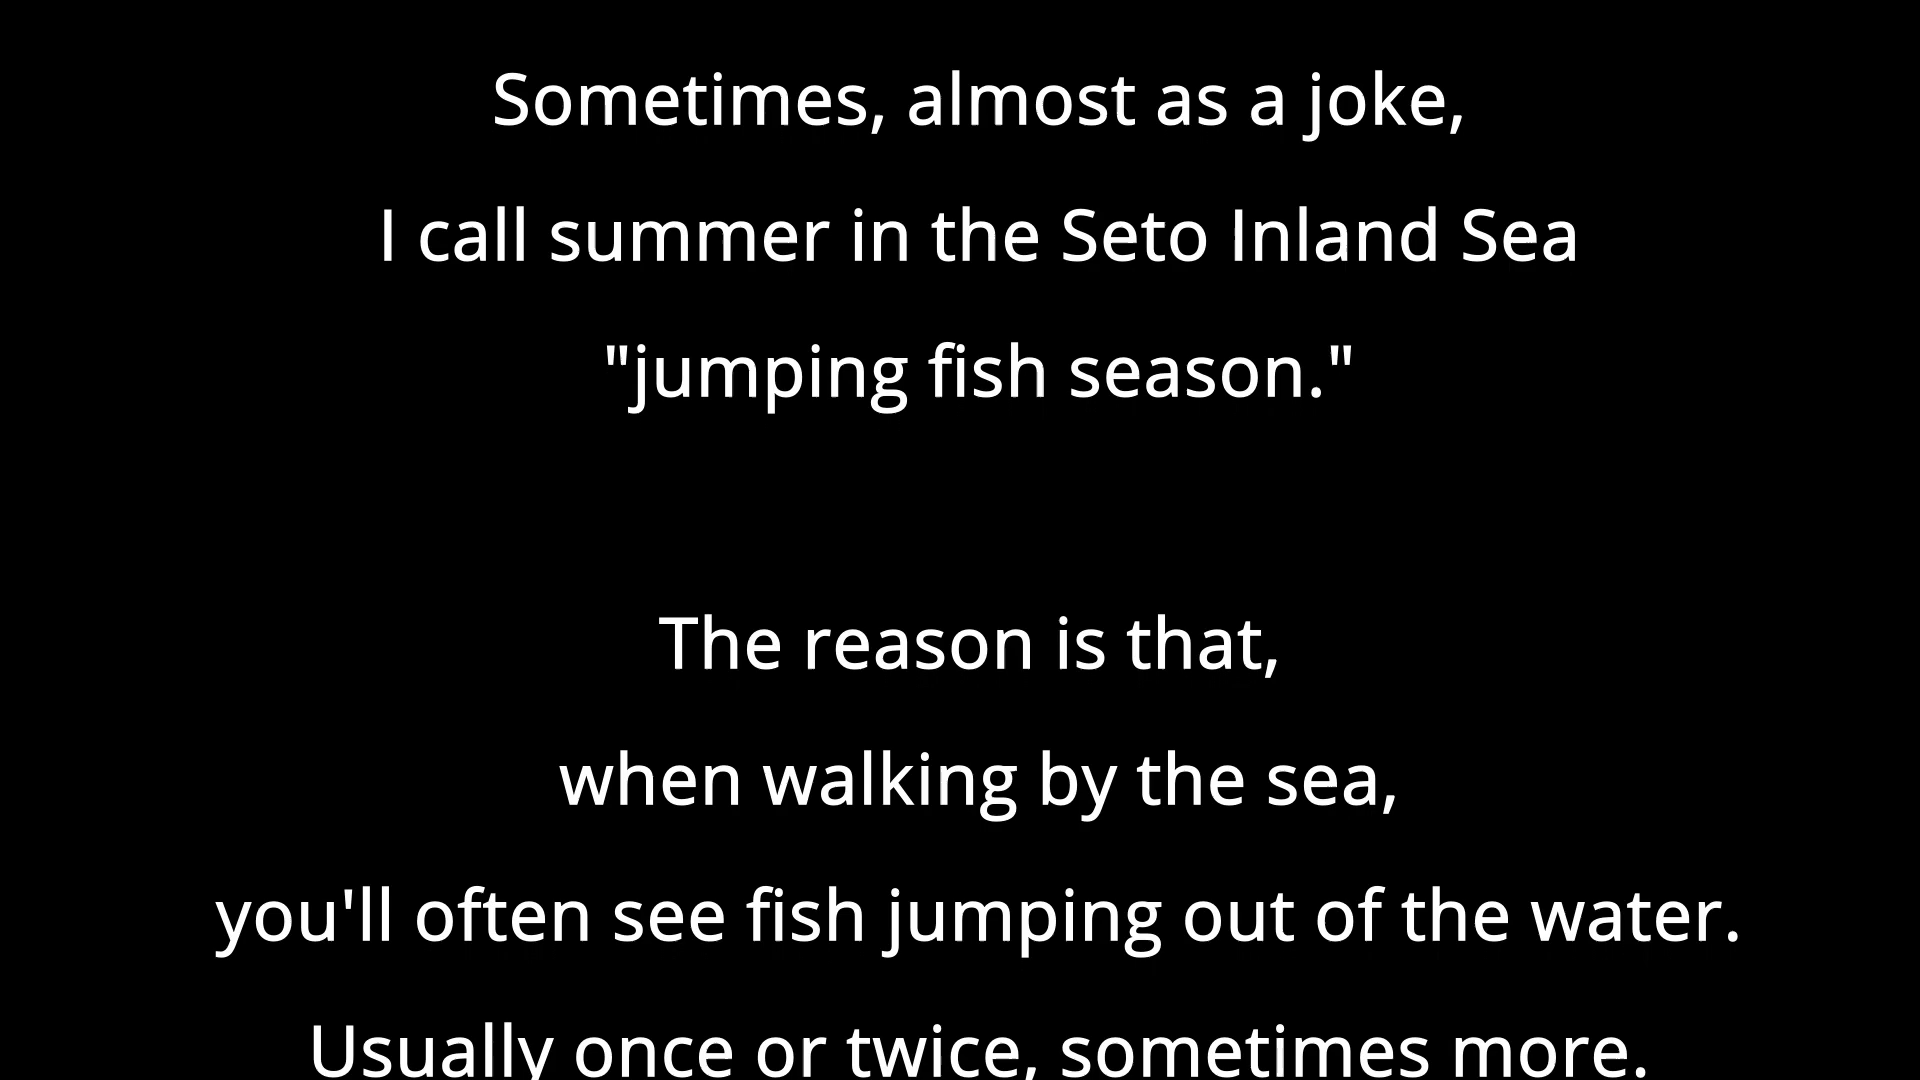 Sometimes, almost as a joke,
I call summer in the Seto Inland Sea
"jumping fish season."
The reason is that,
when walking by the sea,
you'll often see fish jumping out of the water.
Usually once or twice, sometimes more.